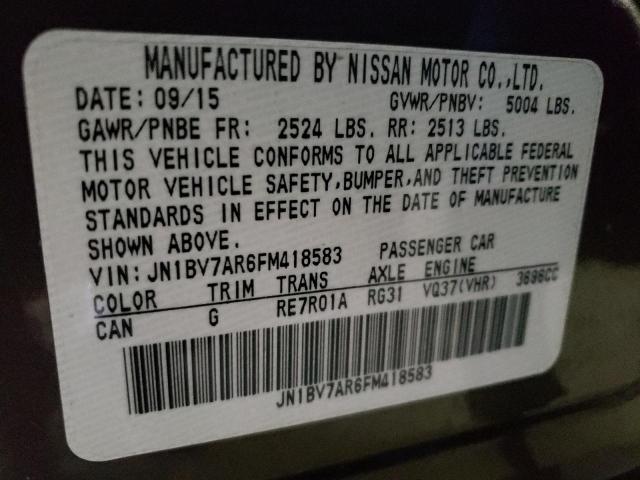 MANUFACTURED BY NISSAN MOTOR CO.,LTD.
DATE: 09/15 GVWR/PNBV: 5004 LBS.
GAWR/PNBE FR: 2524 LBS. RR: 2513 LBS.
THIS VEHICLE CONFORMS TO ALL APPLICABLE FEDERAL
MOTOR VEHICLE SAFETY,BUMPER,AND THEFT PREVENTION
STANDARDS IN EFFECT ON THE DATE OF MANUFACTURE
SHOWN ABOVE.
VIN: JN1BV7AR6FM418583 PASSENGER CAR
COLOR TRIM TRANS AXLE ENGINE
CAN G RE7R01A RG31 VQ37(VHR) 3696CC
JN1BV7AR6FM418583